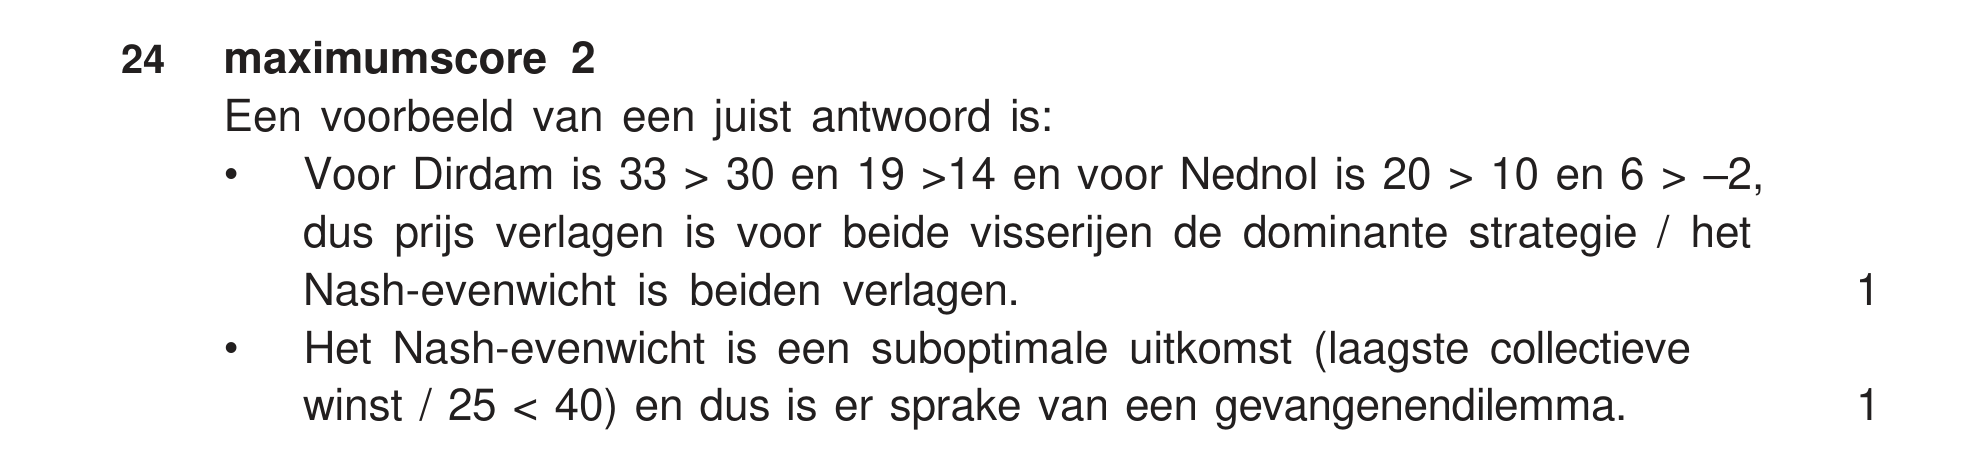 24 maximumscore 2
Een voorbeeld van een juist antwoord is:
• Voor Dirdam is 33 > 30 en 19 >14 en voor Nednol is 20 > 10 en 6 > –2,
dus prijs verlagen is voor beide visserijen de dominante strategie / het
Nash-evenwicht is beiden verlagen. 1
• Het Nash-evenwicht is een suboptimale uitkomst (laagste collectieve
winst / 25 < 40) en dus is er sprake van een gevangenendilemma. 1